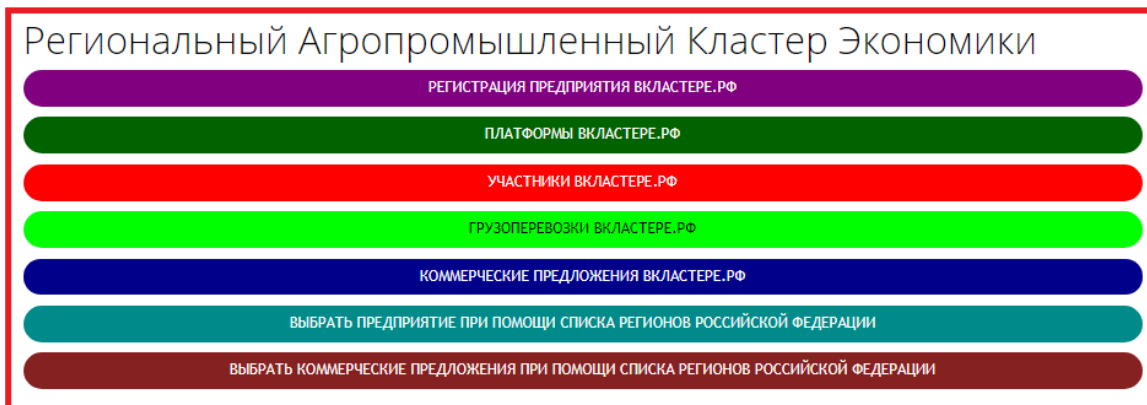 Региональный Агропромышленный Кластер Экономики
РЕГИСТРАЦИЯ ПРЕДПРИЯТИЯ ВКЛАСТЕРЕ.РФ
ПЛАТФОРМЫ ВКЛАСТЕРЕ.РФ
УЧАСТНИКИ ВКЛАСТЕРЕ.РФ
ГРУЗОПЕРЕВОЗКИ ВКЛАСТЕРЕ.РФ
КОММЕРЧЕСКИЕ ПРЕДЛОЖЕНИЯ ВКЛАСТЕРЕ.РФ
ВЫБРАТЬ ПРЕДПРИЯТИЕ ПРИ ПОМОЩИ СПИСКА РЕГИОНОВ РОССИЙСКОЙ ФЕДЕРАЦИИ
ВЫБРАТЬ КОММЕРЧЕСКИЕ ПРЕДЛОЖЕНИЯ ПРИ ПОМОЩИ СПИСКА РЕГИОНОВ РОССИЙСКОЙ ФЕДЕРАЦИИ